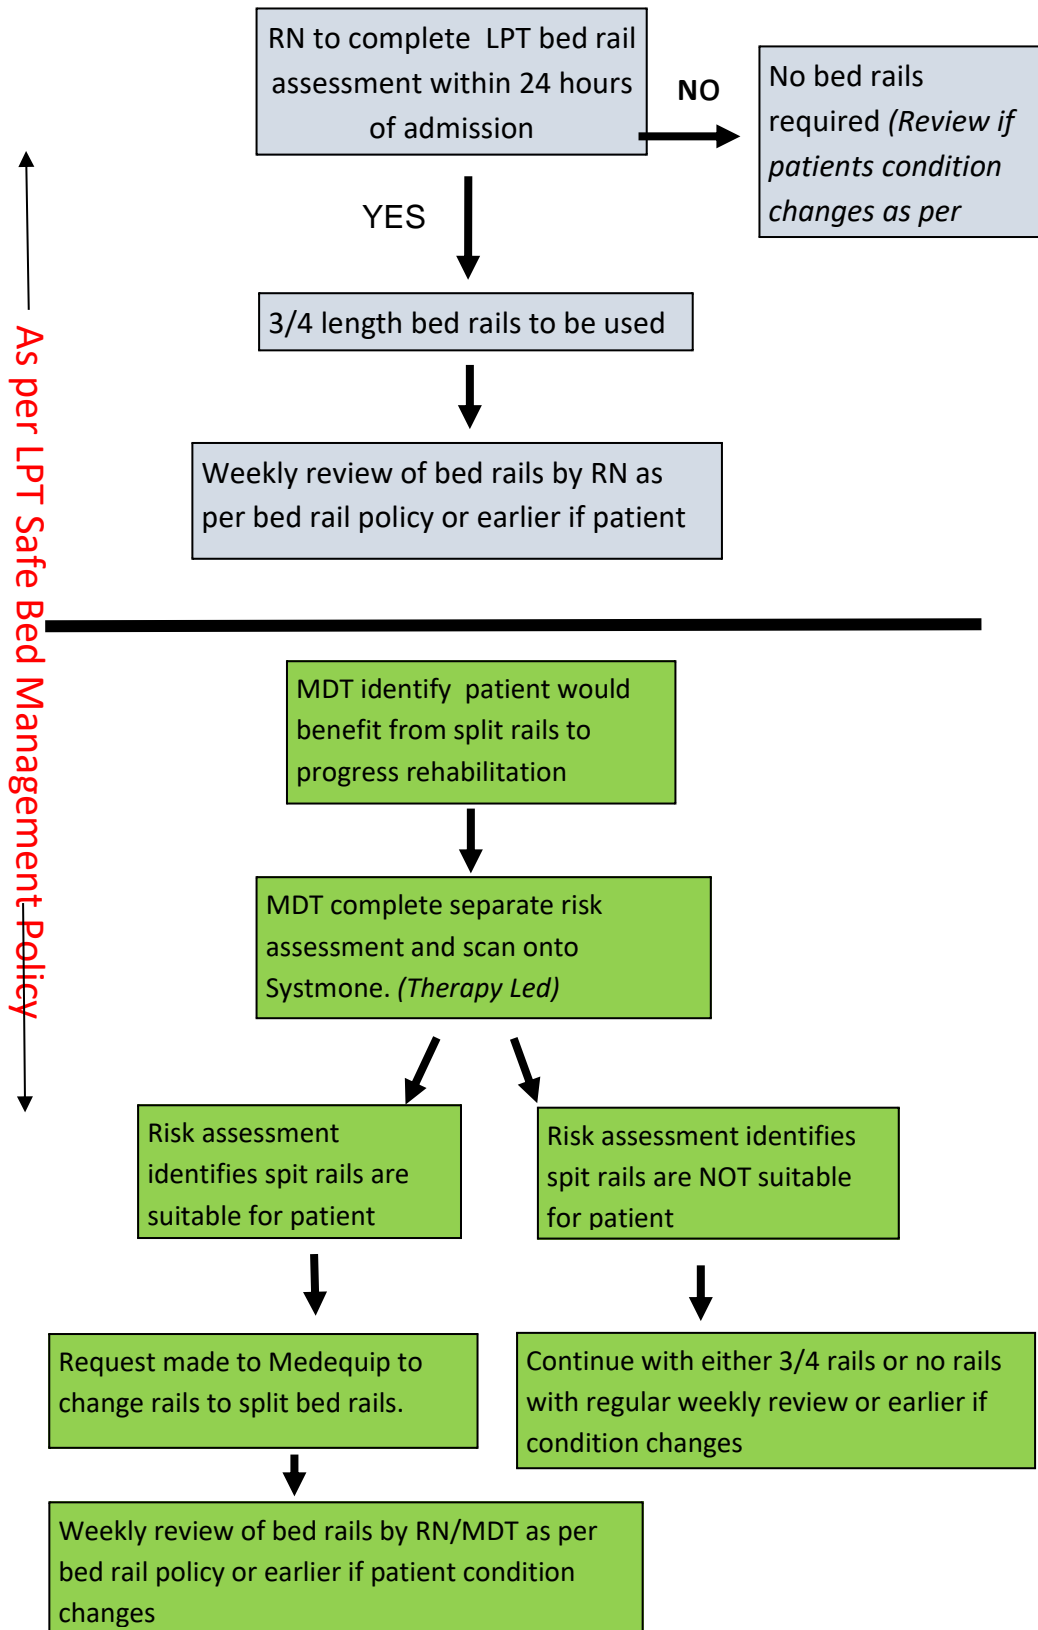 RN to complete LPT bed rail
assessment within 24 hours
of admission
NO
No bed rails
required (Review if
patients condition
changes as per
YES
3/4 length bed rails to be used
Weekly review of bed rails by RN as
per bed rail policy or earlier if patient
As per LPT Safe Bed Management Policy
MDT identify patient would
benefit from split rails to
progress rehabilitation
MDT complete separate risk
assessment and scan onto
Systmone. (Therapy Led)
Risk assessment
identifies spit rails are
suitable for patient
Risk assessment identifies
spit rails are NOT suitable
for patient
Request made to Medequip to
change rails to split bed rails.
Continue with either 3/4 rails or no rails
with regular weekly review or earlier if
condition changes
Weekly review of bed rails by RN/MDT as per
bed rail policy or earlier if patient condition
changes